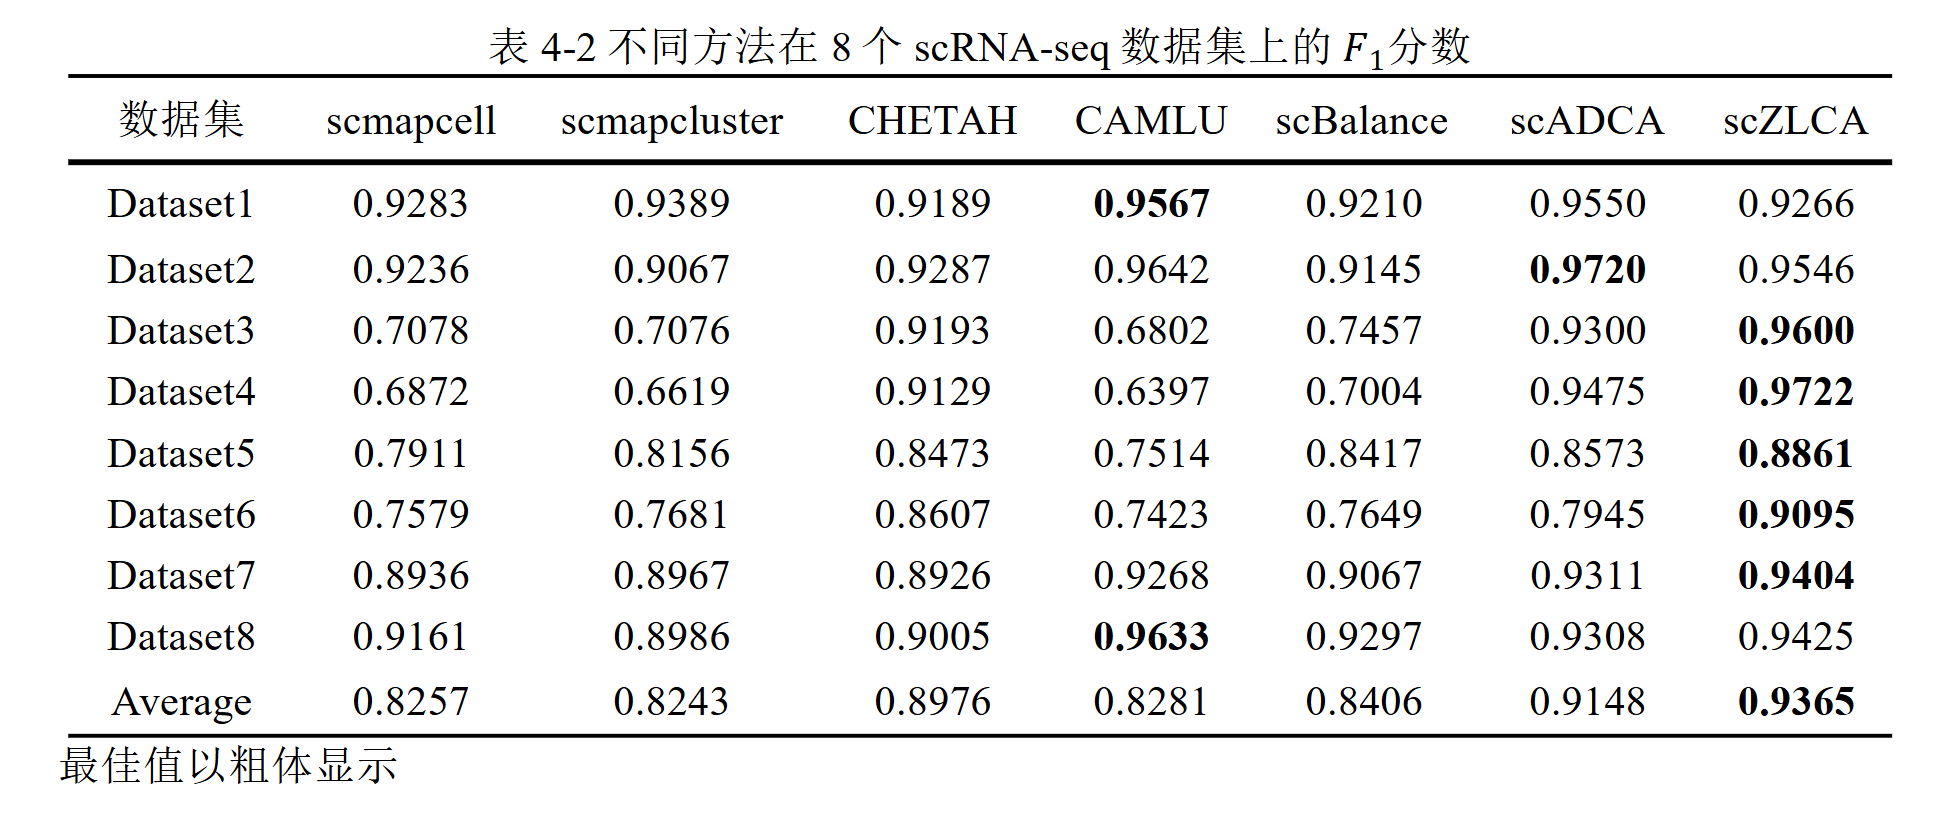 表 4-2 不同方法在 8 个 scRNA-seq 数据集上的 F₁分数
数据集 scmapcell scmapcluster CHETAH CAMLU scBalance scADCA scZLCA
Dataset1 0.9283 0.9389 0.9189 0.9567 0.9210 0.9550 0.9266
Dataset2 0.9236 0.9067 0.9287 0.9642 0.9145 0.9720 0.9546
Dataset3 0.7078 0.7076 0.9193 0.6802 0.7457 0.9300 0.9600
Dataset4 0.6872 0.6619 0.9129 0.6397 0.7004 0.9475 0.9722
Dataset5 0.7911 0.8156 0.8473 0.7514 0.8417 0.8573 0.8861
Dataset6 0.7579 0.7681 0.8607 0.7423 0.7649 0.7945 0.9095
Dataset7 0.8936 0.8967 0.8926 0.9268 0.9067 0.9311 0.9404
Dataset8 0.9161 0.8986 0.9005 0.9633 0.9297 0.9308 0.9425
Average 0.8257 0.8243 0.8976 0.8281 0.8406 0.9148 0.9365
最佳值以粗体显示